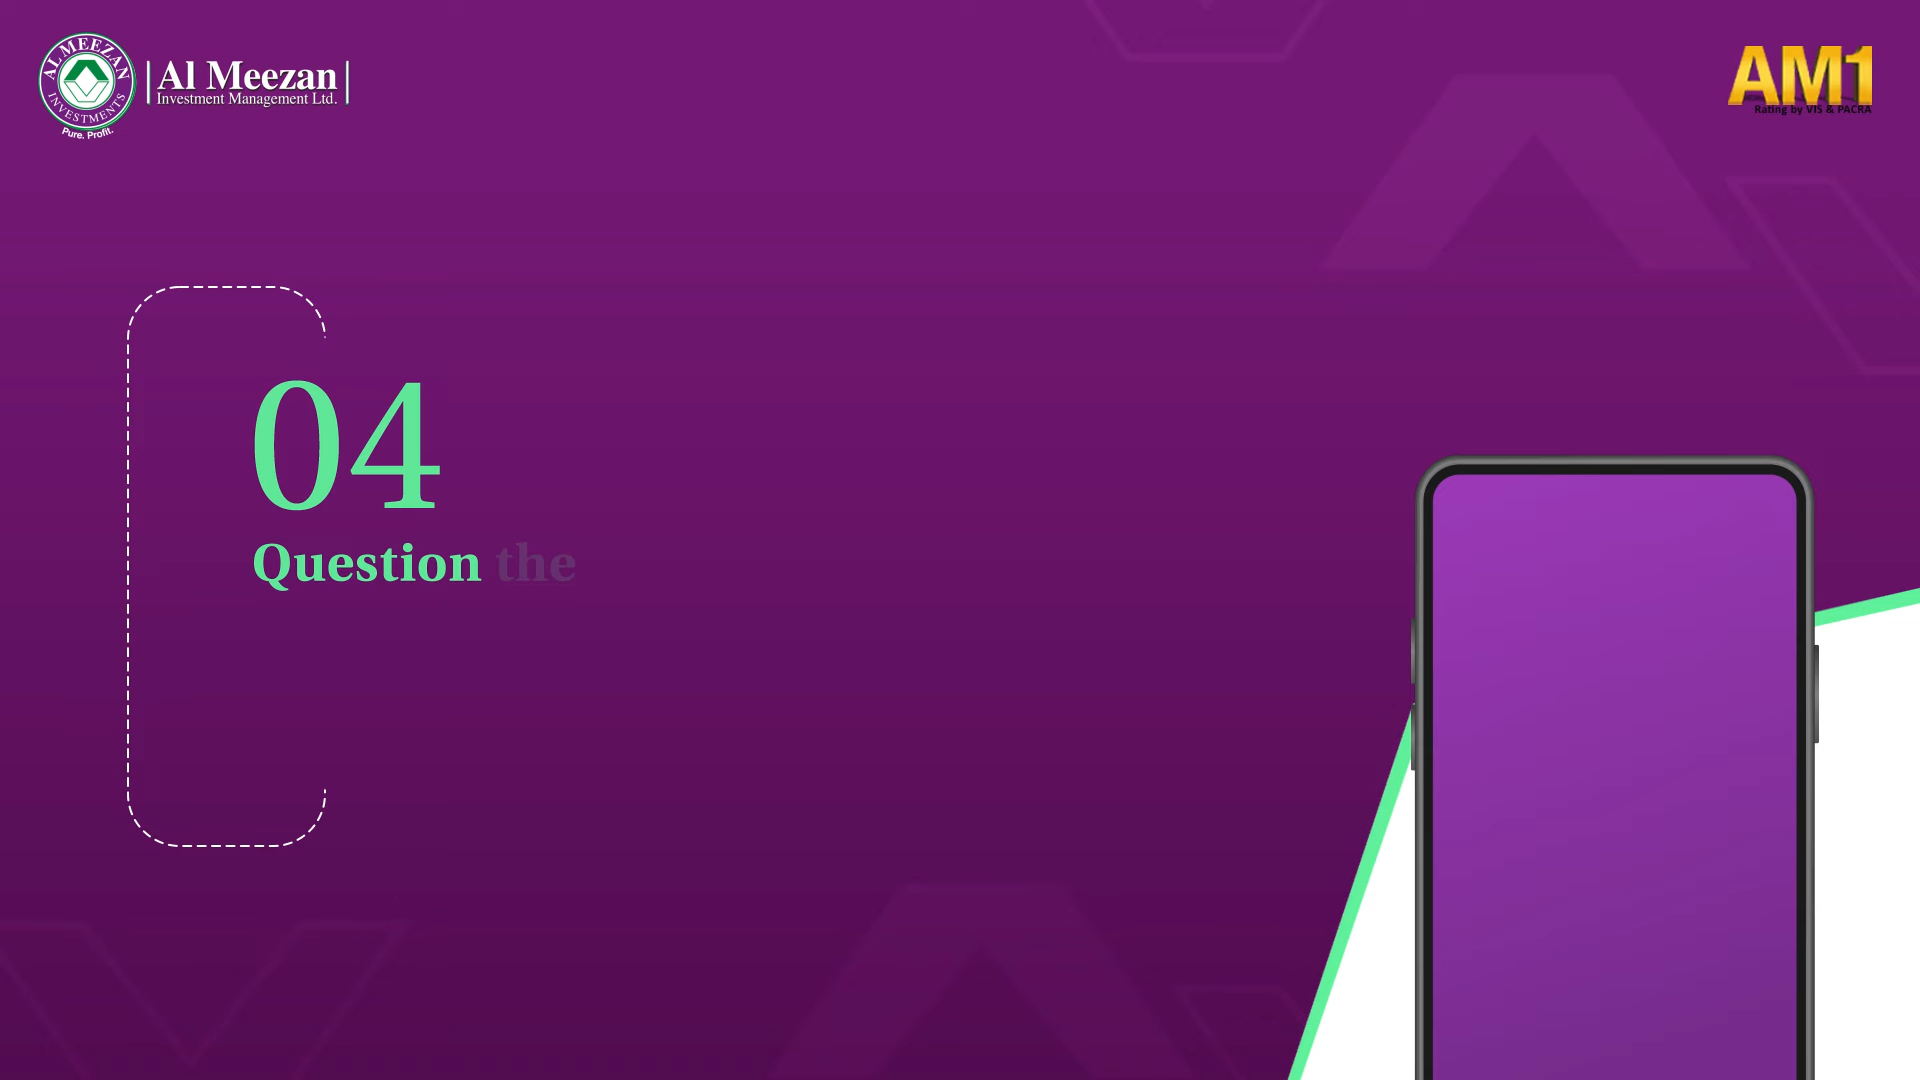 AL MEEZAN
INVESTMENTS
Pure. Profit.
Al Meezan
Investment Management Ltd.
AM1
Rating by VIS & PACRA
04
Question the